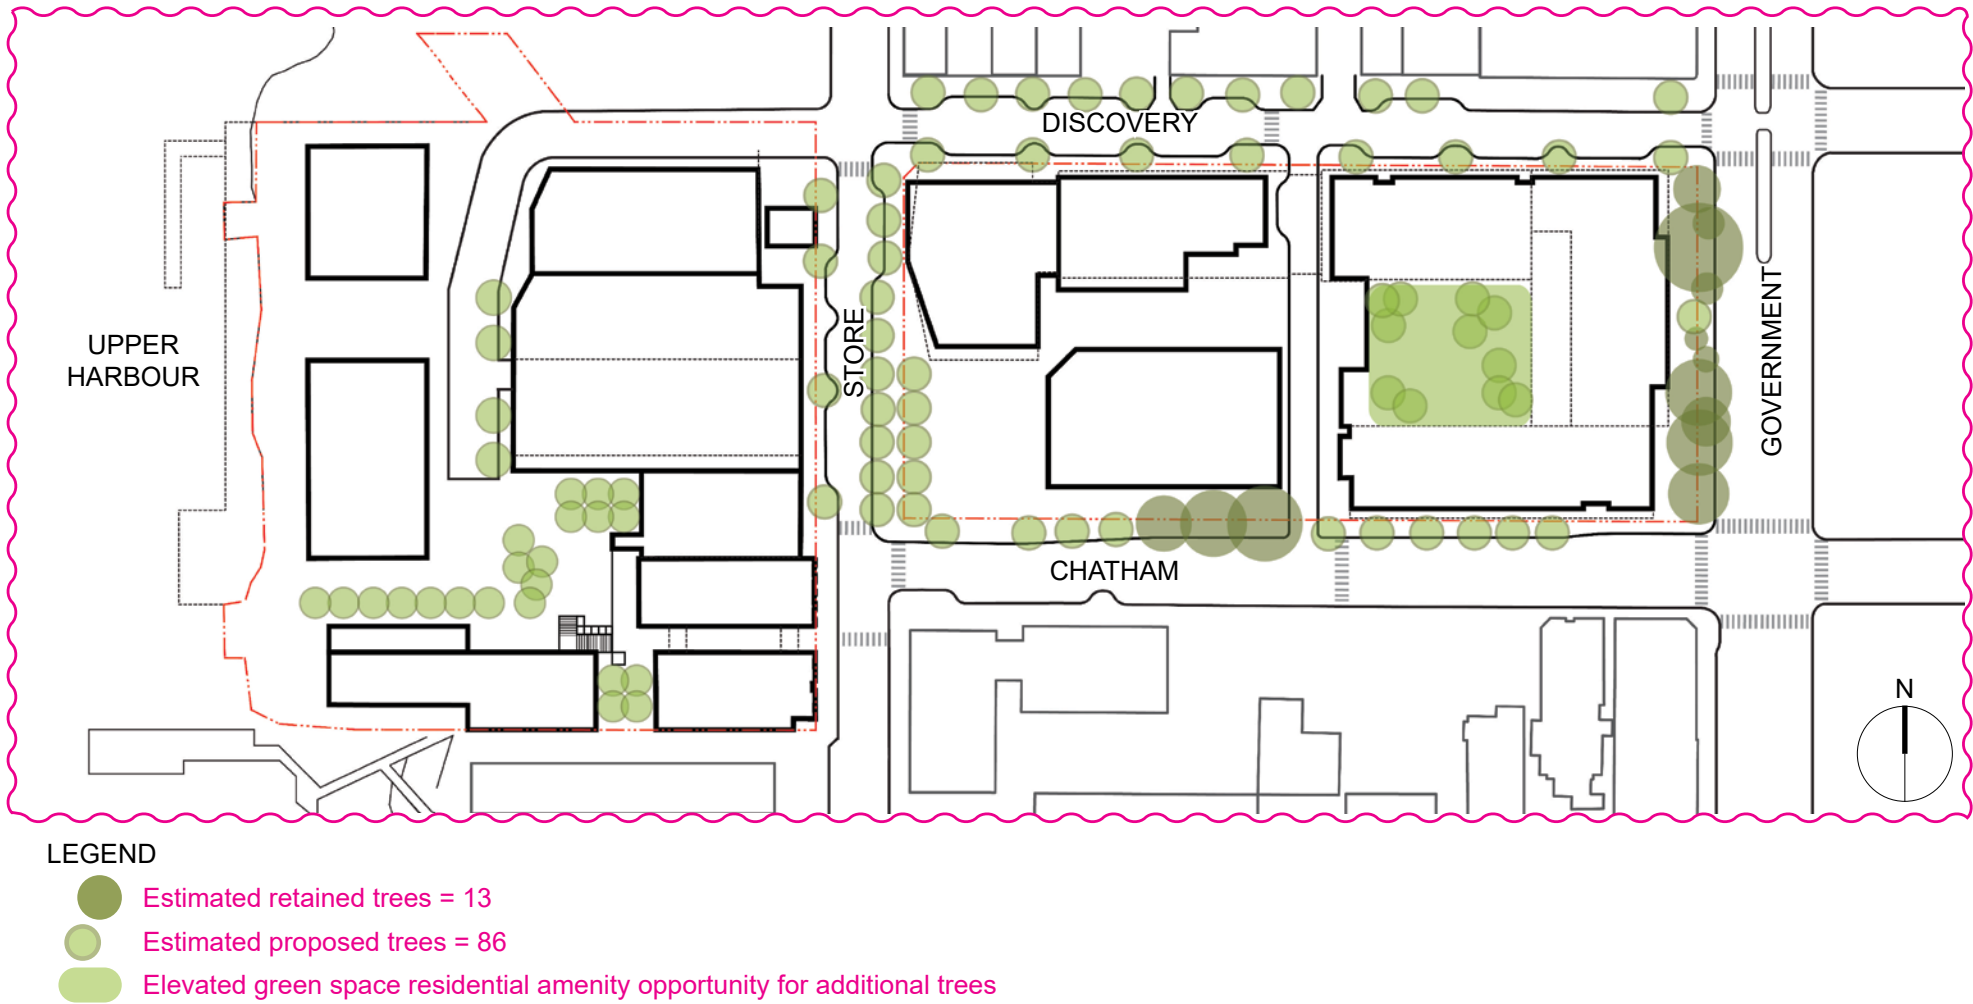 DISCOVERY
UPPER
HARBOUR
STORE
GOVERNMENT
CHATHAM
N
LEGEND
Estimated retained trees = 13
Estimated proposed trees = 86
Elevated green space residential amenity opportunity for additional trees